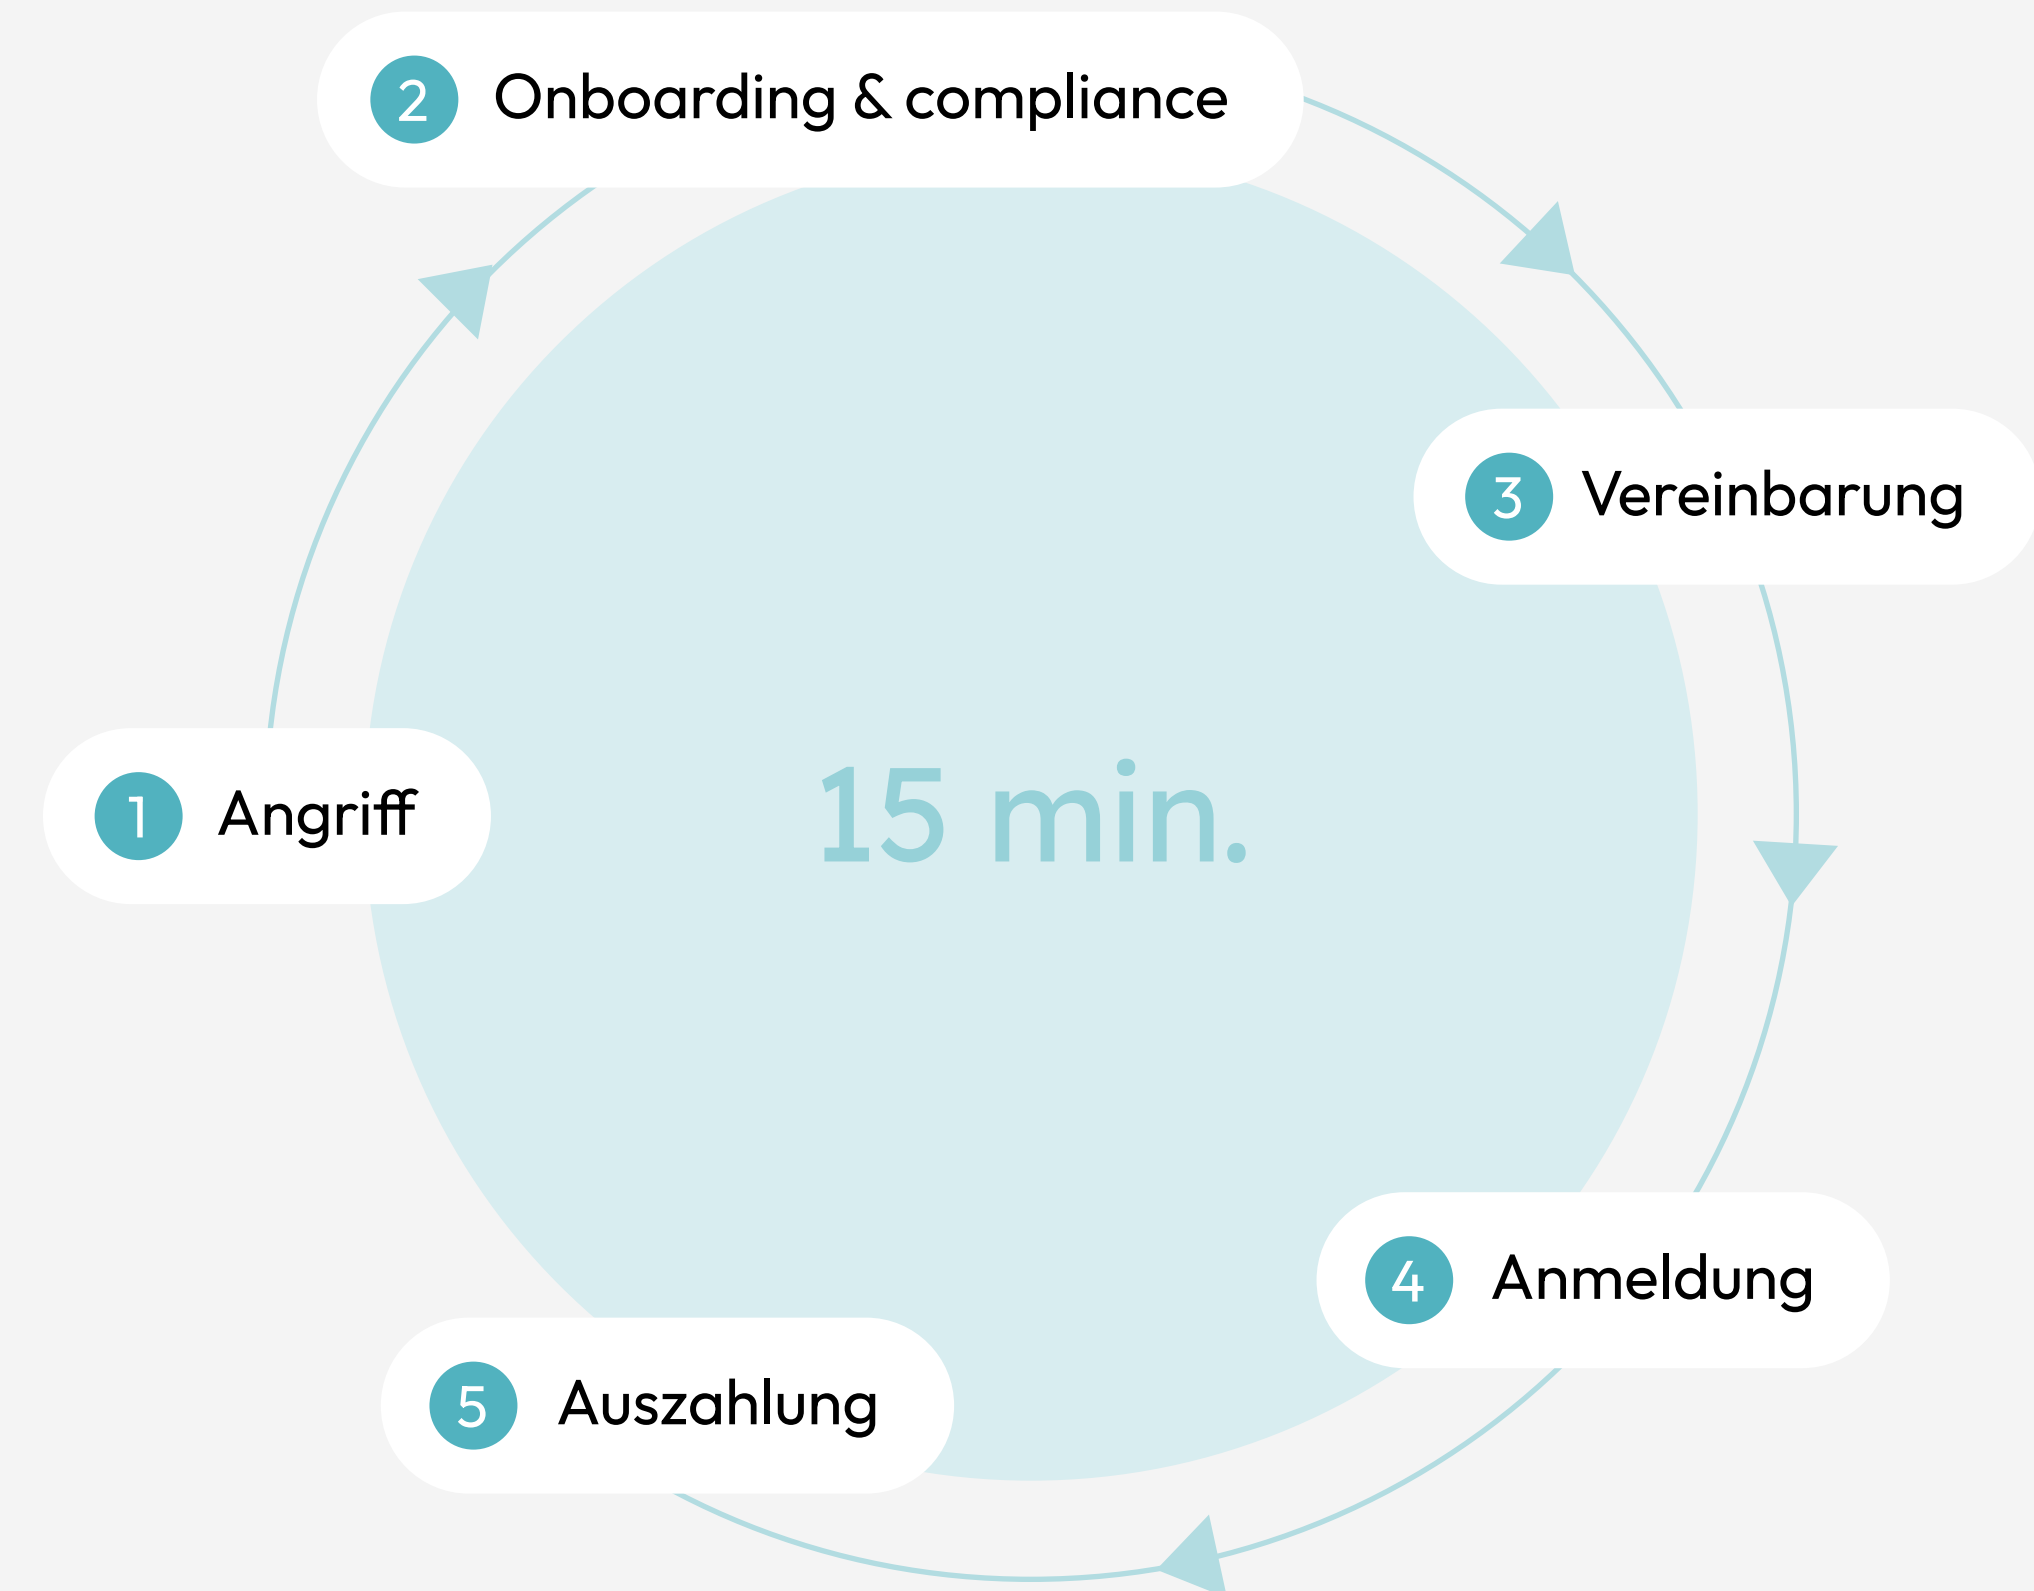 2 Onboarding & compliance
3 Vereinbarung
1 Angriff
15 min.
4 Anmeldung
5 Auszahlung